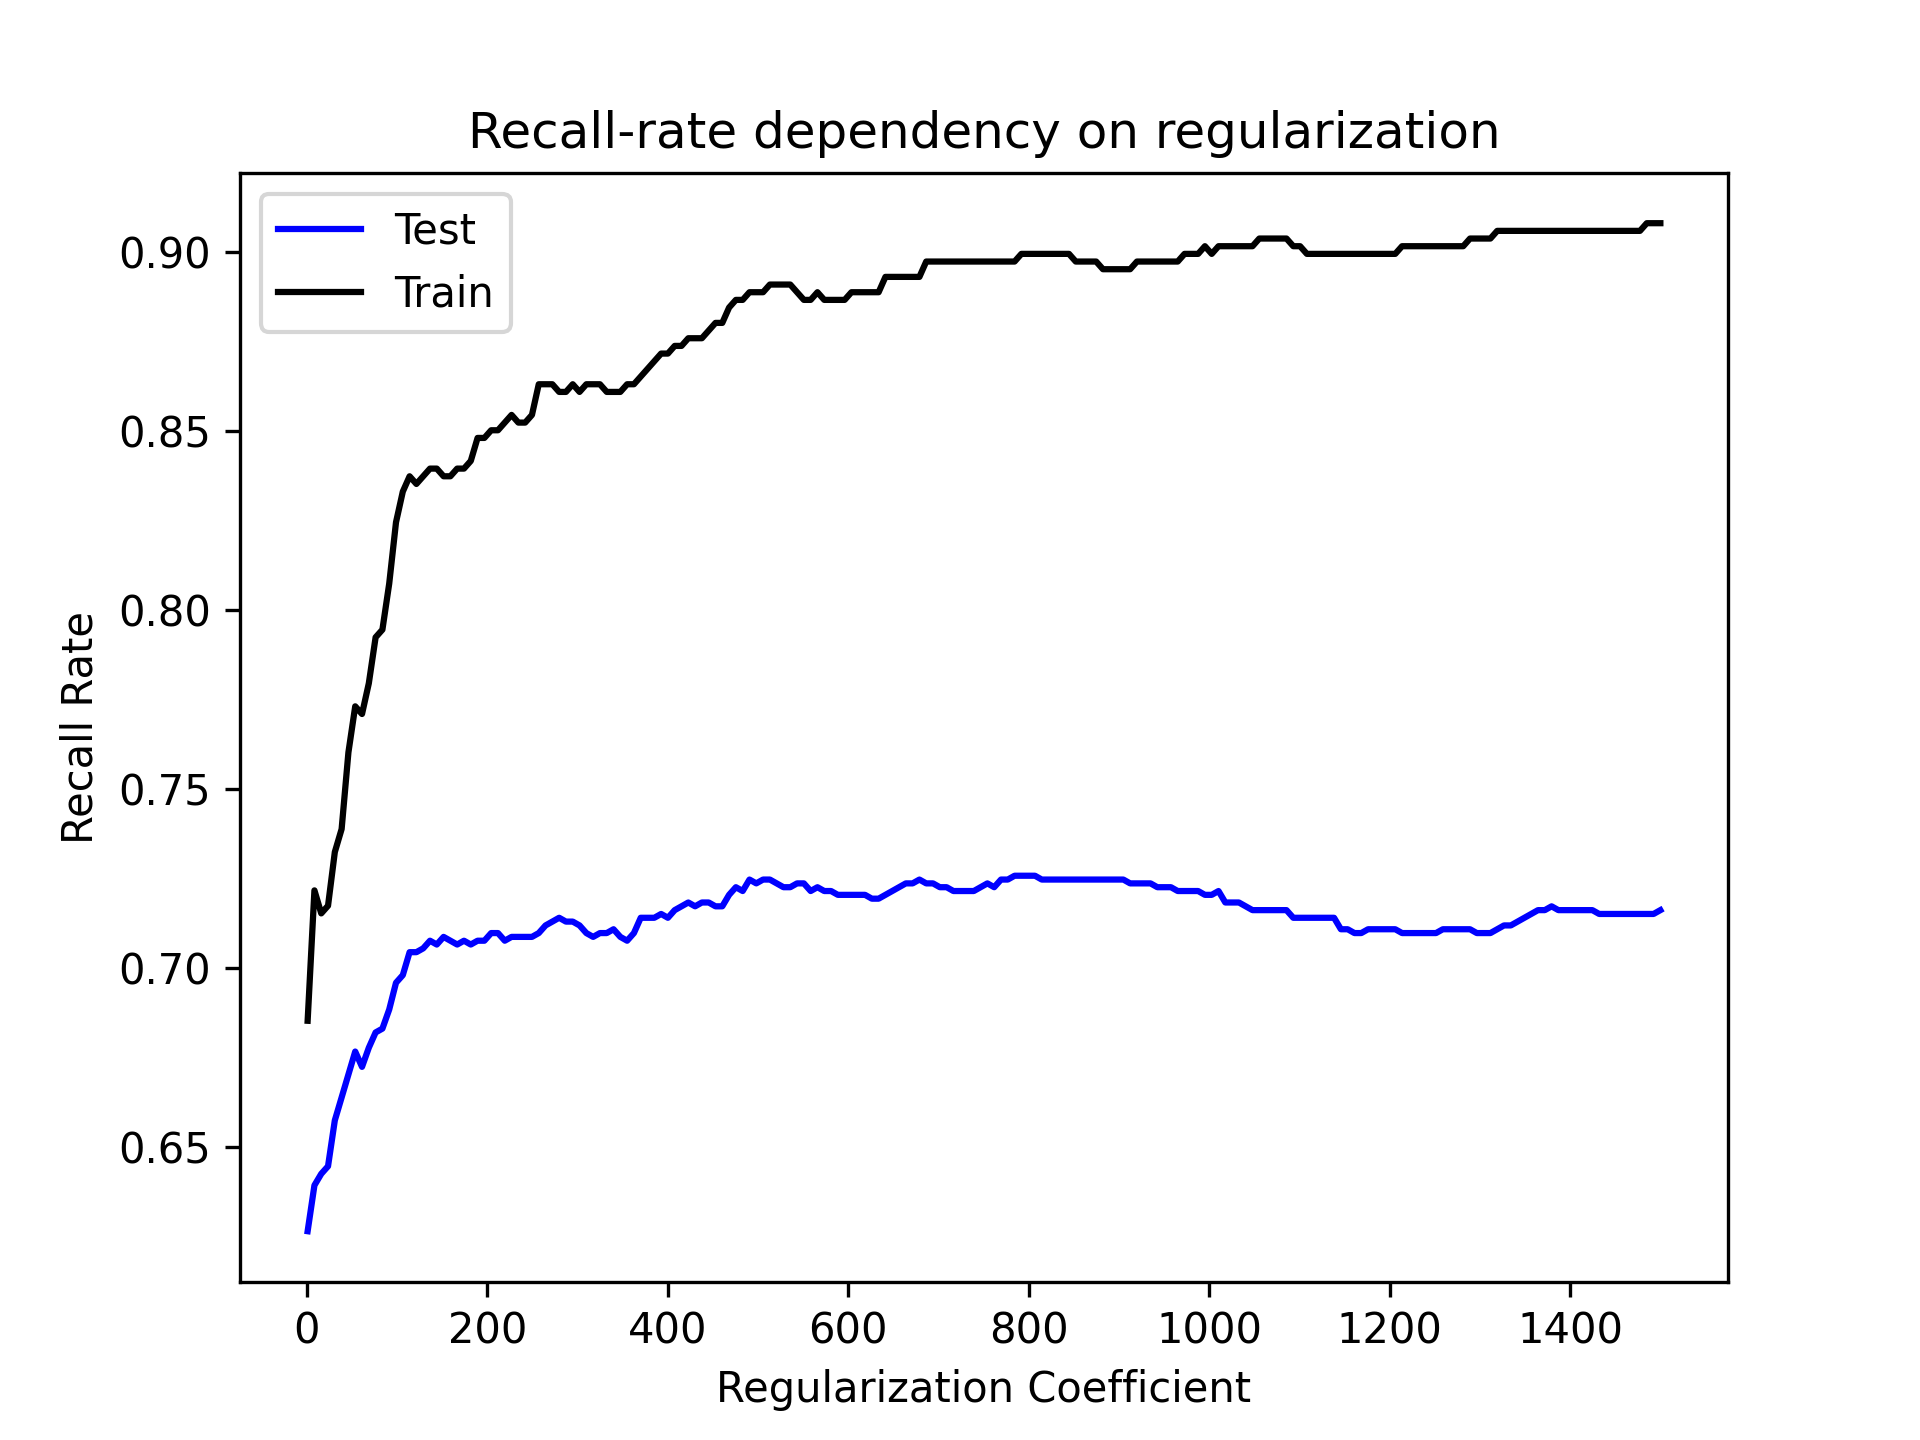 Recall-rate dependency on regularization
Test
Train
0.90
0.85
0.80
0.75
0.70
0.65
Recall Rate
0 200 400 600 800 1000 1200 1400
Regularization Coefficient